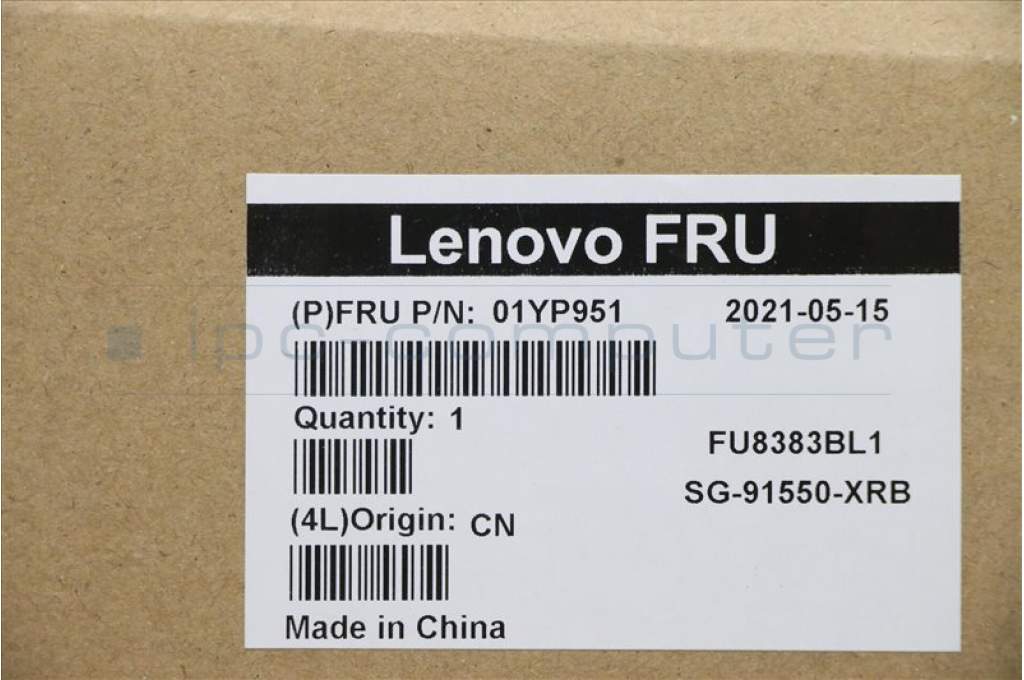 Lenovo FRU
(P)FRU P/N: 01YP951 2021-05-15
ipc-computer
Quantity: 1
FU8383BL1
SG-91550-XRB
(4L)Origin: CN
Made in China